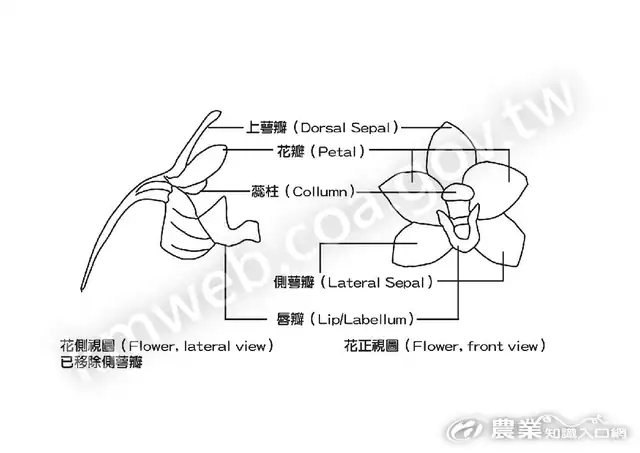 上萼瓣（Dorsal Sepal）
花瓣（Petal）
蕊柱（Collumn）
側萼瓣（Lateral Sepal）
唇瓣（Lip/Labellum）
花側視圖（Flower, lateral view）
已移除側萼瓣
花正視圖（Flower, front view）
kmweb.coa.gov.tw
農業知識入口網